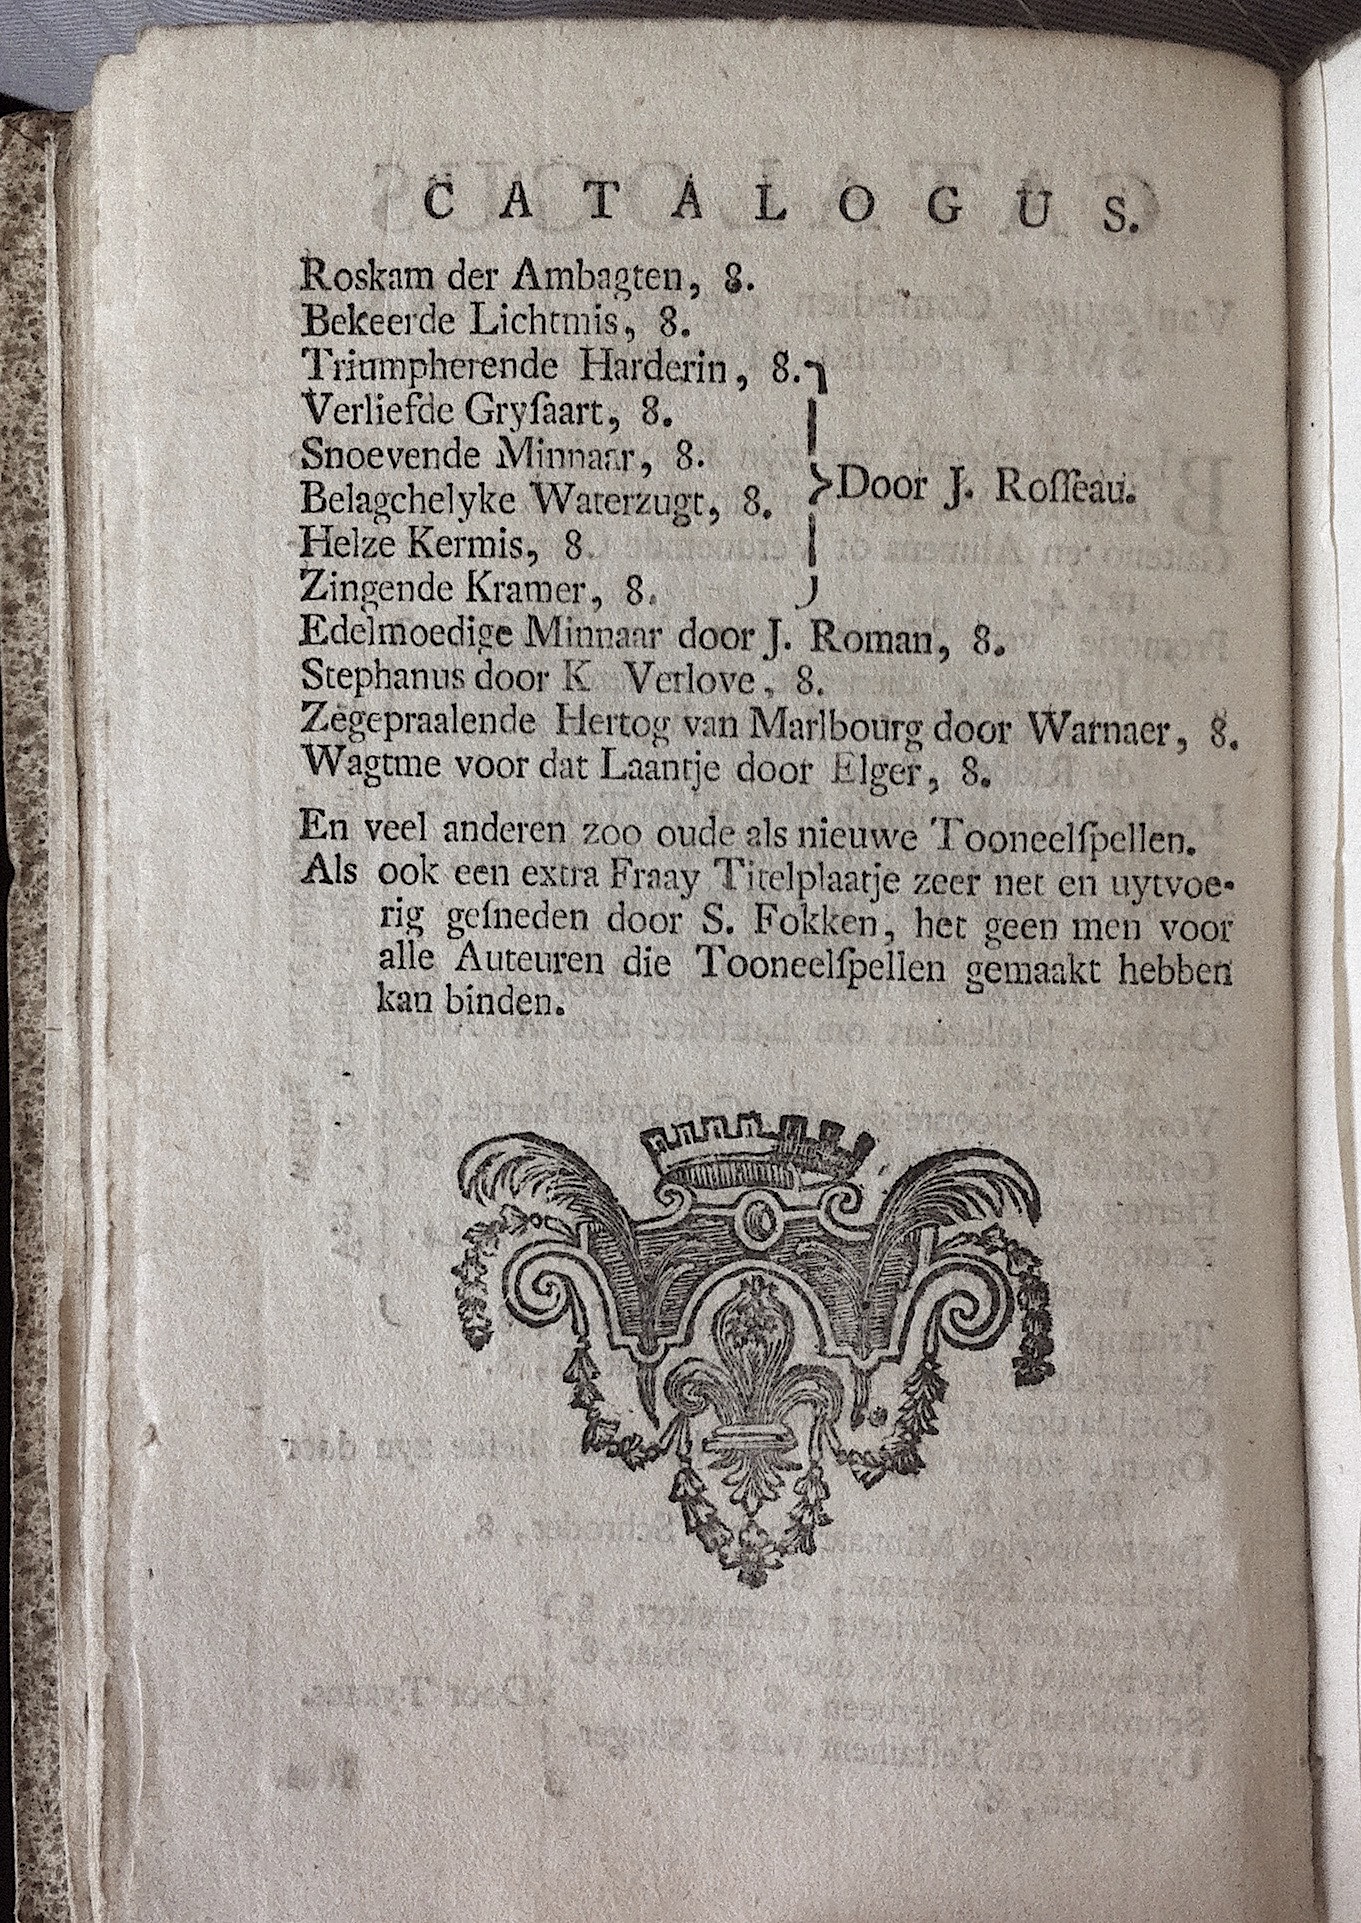 CATALOGUS.
Roskam der Ambagten, 8.
Bekeerde Lichtmis, 8.
Triumpherende Harderin, 8.
Verliefde Gryſaart, 8.
Snoevende Minnaar, 8.
Belagchelyke Waterzugt, 8.
Helze Kermis, 8.
Zingende Kramer, 8.
Door J. Roſſeau.
Edelmoedige Minnaar door J. Roman, 8.
Stephanus door K Verlove, 8.
Zegepraalende Hertog van Marlbourg door Warnaer, 8.
Wagtme voor dat Laantje door Elger, 8.
En veel anderen zoo oude als nieuwe Tooneelſpellen.
Als ook een extra Fraay Titelplaatje zeer net en uytvoe-
rig geſneden door S. Fokken, het geen men voor
alle Auteuren die Tooneelſpellen gemaakt hebben
kan binden.